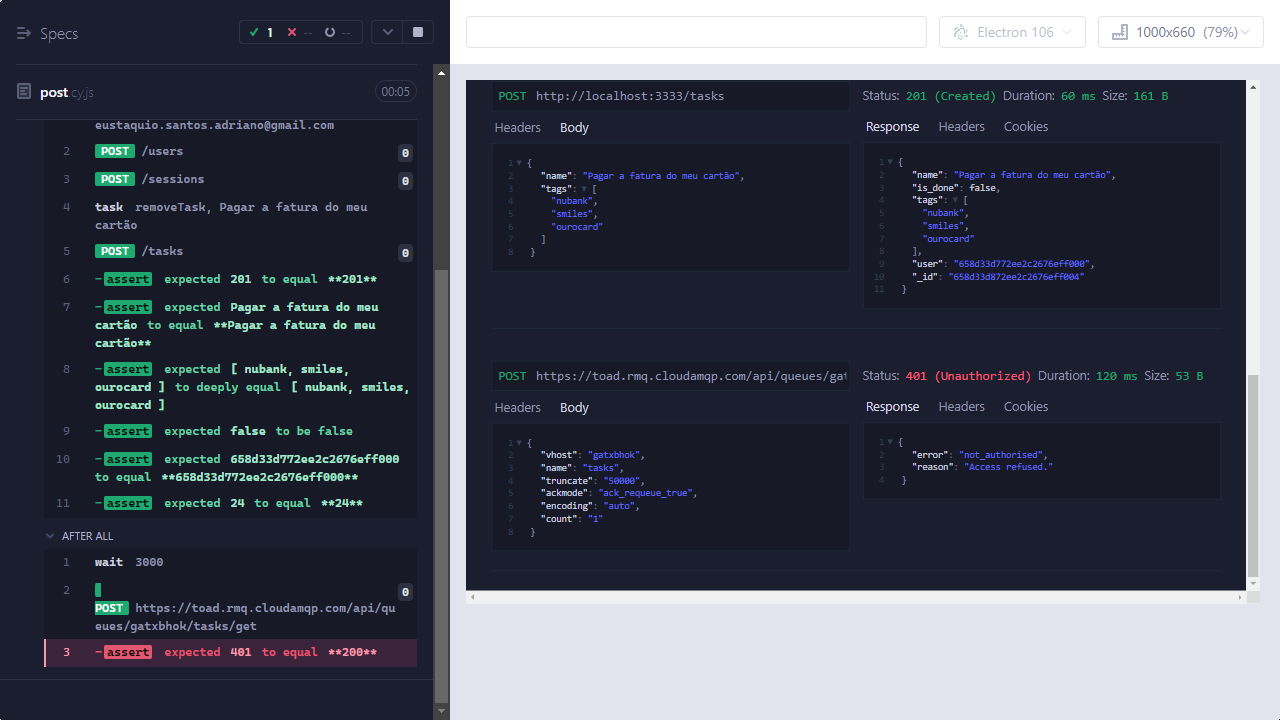 Specs
1
--
--
post.cy.js
00:05
eustaquio.santos.adriano@gmail.com
2 POST /users 0
3 POST /sessions 0
4 task removeTask, Pagar a fatura do meu
cartão
5 POST /tasks 0
6 -assert expected 201 to equal **201**
7 -assert expected Pagar a fatura do meu
cartão to equal **Pagar a fatura do meu
cartão**
8 -assert expected [ nubank, smiles,
ourocard ] to deeply equal [ nubank, smiles,
ourocard ]
9 -assert expected false to be false
10 -assert expected 658d33d772ee2c2676eff000
to equal **658d33d772ee2c2676eff000**
11 -assert expected 24 to equal **24**
AFTER ALL
1 wait 3000
2 0
POST https://toad.rmq.cloudamqp.com/api/qu
eues/gatxbhok/tasks/get
3 -assert expected 401 to equal **200**
Electron 106
1000x660 (79%)
POST http://localhost:3333/tasks
Headers Body
1 {
2 "name": "Pagar a fatura do meu cartão",
3 "tags": [
4 "nubank",
5 "smiles",
6 "ourocard"
7 ]
8 }
Status: 201 (Created) Duration: 60 ms Size: 161 B
Response Headers Cookies
1 {
2 "name": "Pagar a fatura do meu cartão",
3 "is_done": false,
4 "tags": [
5 "nubank",
6 "smiles",
7 "ourocard"
8 ],
9 "user": "658d33d772ee2c2676eff000",
10 "_id": "658d33d872ee2c2676eff004"
11 }
POST https://toad.rmq.cloudamqp.com/api/queues/gat
Headers Body
1 {
2 "vhost": "gatxbhok",
3 "name": "tasks",
4 "truncate": "50000",
5 "ackmode": "ack_requeue_true",
6 "encoding": "auto",
7 "count": "1"
8 }
Status: 401 (Unauthorized) Duration: 120 ms Size: 53 B
Response Headers Cookies
1 {
2 "error": "not_authorised",
3 "reason": "Access refused."
4 }